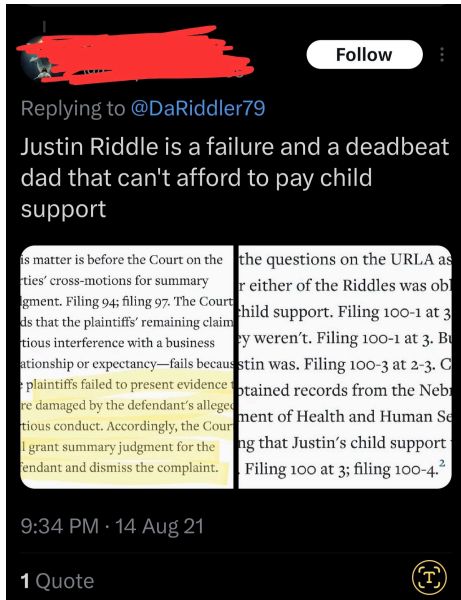 Follow
Replying to @DaRiddler79
Justin Riddle is a failure and a deadbeat
dad that can't afford to pay child
support
is matter is before the Court on the
rties' cross-motions for summary
lgment. Filing 94; filing 97. The Court
ds that the plaintiffs' remaining claim
rtious interference with a business
ationship or expectancy—fails becaus
e plaintiffs failed to present evidence t
re damaged by the defendant's alleged
rtious conduct. Accordingly, the Cour
l grant summary judgment for the
fendant and dismiss the complaint.
the questions on the URLA as
r either of the Riddles was obl
child support. Filing 100-1 at 3
ey weren't. Filing 100-1 at 3. Bu
stin was. Filing 100-3 at 2-3. C
btained records from the Nebr
ment of Health and Human Se
ng that Justin's child support
. Filing 100 at 3; filing 100-4.²
9:34 PM · 14 Aug 21
1 Quote
T